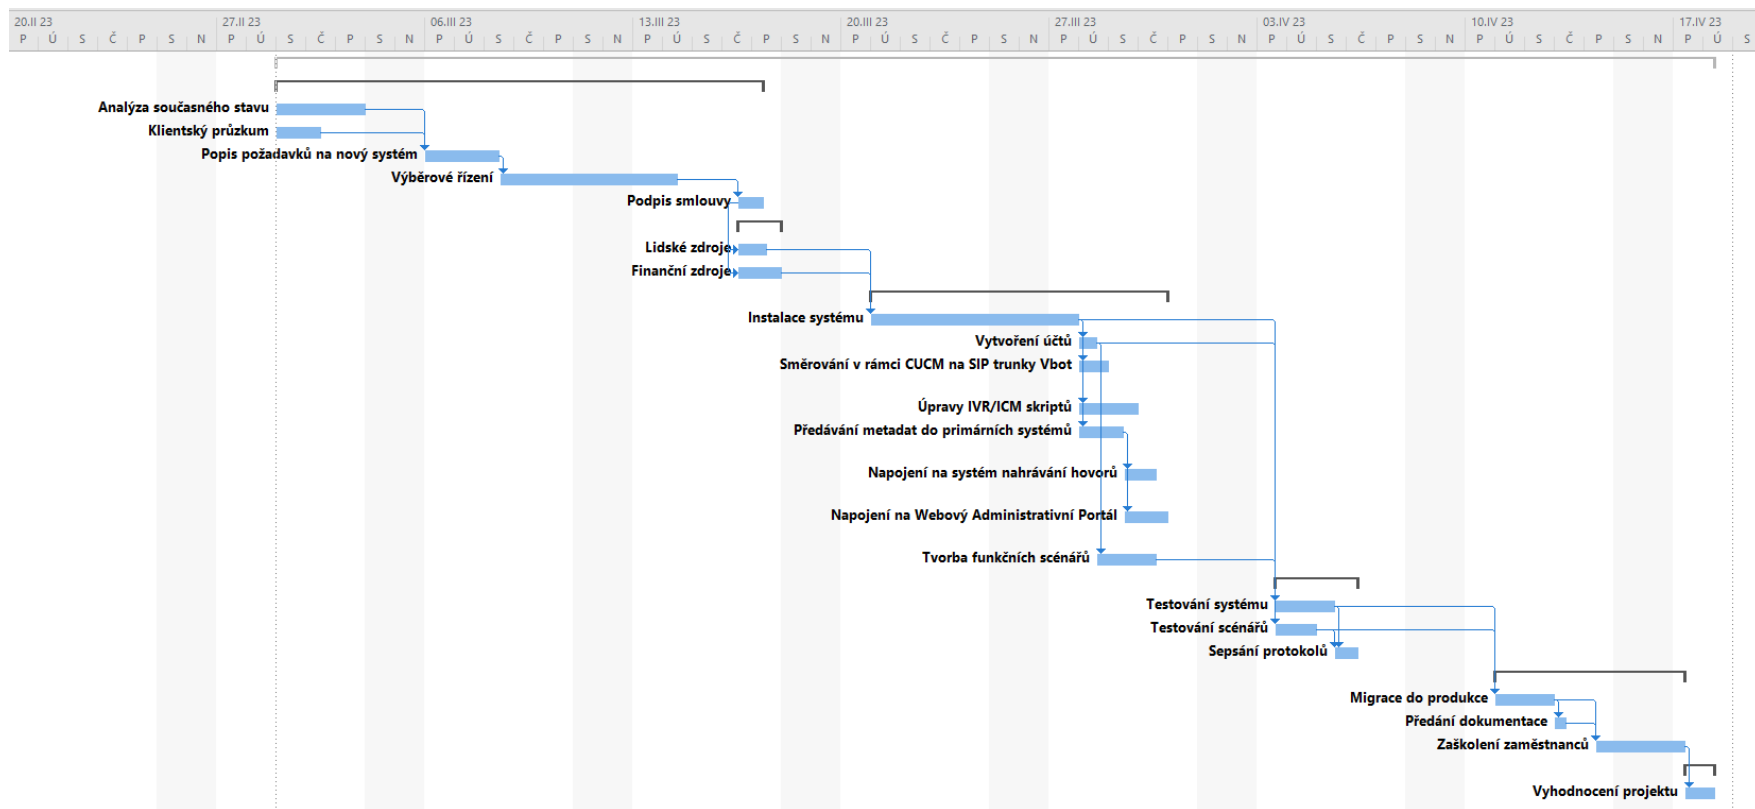 20.II 23 27.II 23 06.III 23 13.III 23 20.III 23 27.III 23 03.IV 23 10.IV 23 17.IV 23
P Ú S Č P S N P Ú S Č P S N P Ú S Č P S N P Ú S Č P S N P Ú S Č P S N P Ú S Č P S N P Ú S Č P S N P Ú S Č P S N P Ú S
Analýza současného stavu
Klientský průzkum
Popis požadavků na nový systém
Výběrové řízení
Podpis smlouvy
Lidské zdroje
Finanční zdroje
Instalace systému
Vytvoření účtů
Směrování v rámci CUCM na SIP trunky Vbot
Úpravy IVR/ICM skriptů
Předávání metadat do primárních systémů
Napojení na systém nahrávání hovorů
Napojení na Webový Administrativní Portál
Tvorba funkčních scénářů
Testování systému
Testování scénářů
Sepsání protokolů
Migrace do produkce
Předání dokumentace
Zaškolení zaměstnanců
Vyhodnocení projektu